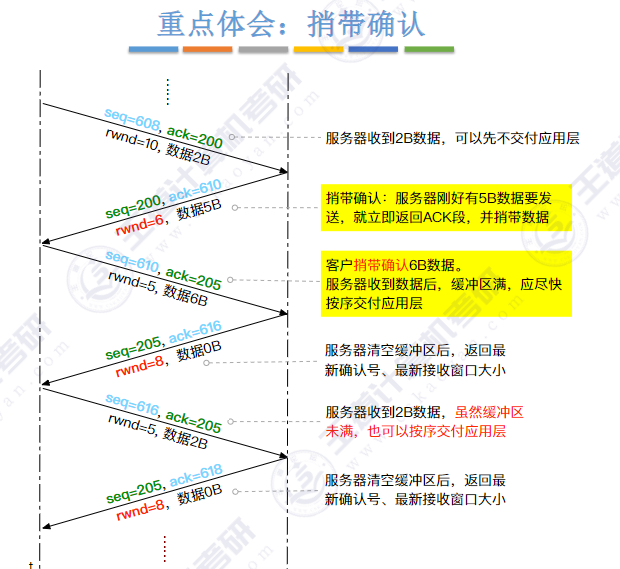 重点体会：捎带确认
seq=608, ack=200
rwnd=10, 数据2B
服务器收到2B数据，可以先不交付应用层
seq=200, ack=610
rwnd=6, 数据5B
捎带确认：服务器刚好有5B数据要发
送，就立即返回ACK段，并捎带数据
seq=610, ack=205
rwnd=5, 数据6B
客户捎带确认6B数据。
服务器收到数据后，缓冲区满，应尽快
按序交付应用层
seq=205, ack=616
rwnd=8, 数据0B
服务器清空缓冲区后，返回最
新确认号、最新接收窗口大小
seq=616, ack=205
rwnd=5, 数据2B
服务器收到2B数据，虽然缓冲区
未满，也可以按序交付应用层
seq=205, ack=618
rwnd=8, 数据0B
服务器清空缓冲区后，返回最
新确认号、最新接收窗口大小
t
王道计算机考研